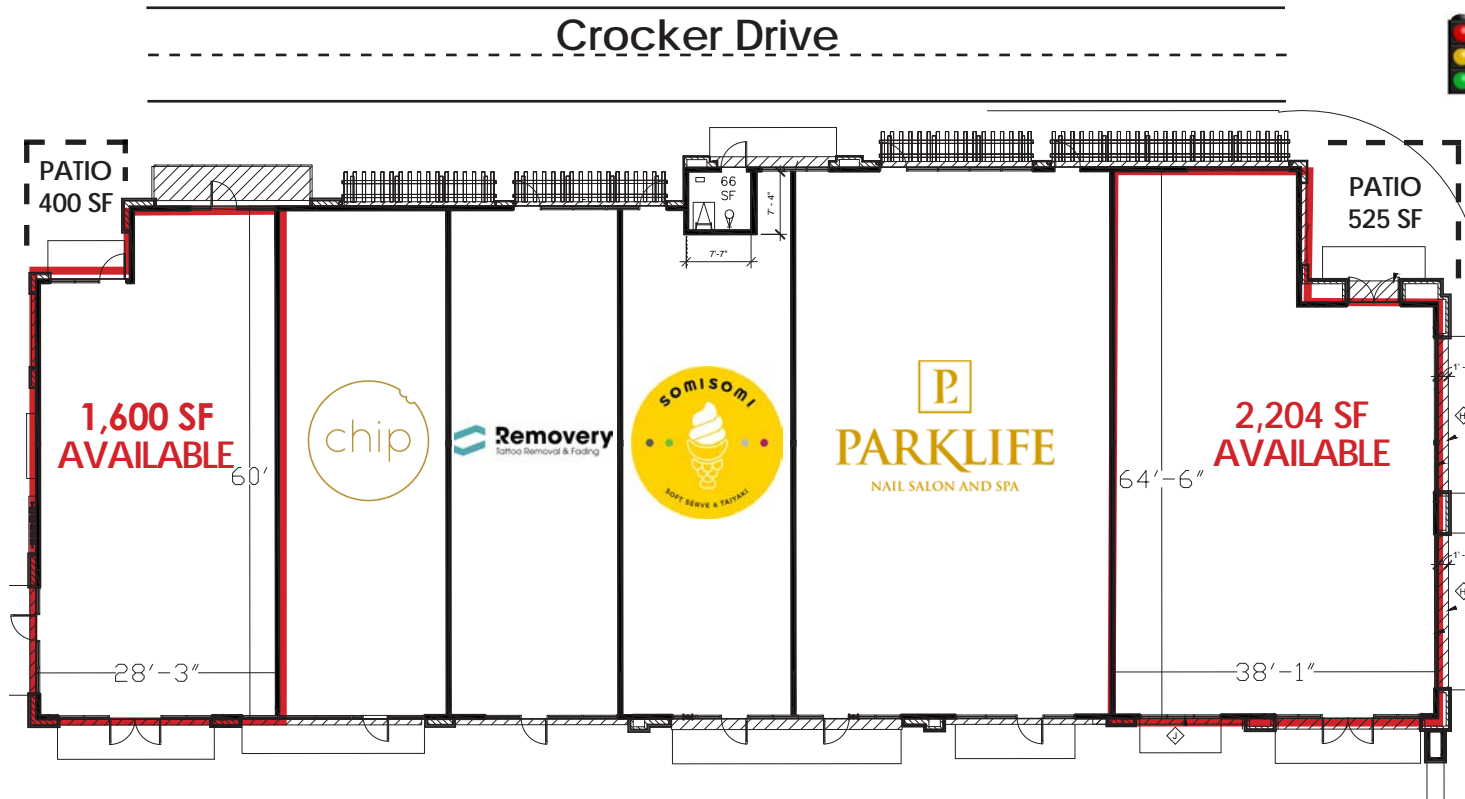 Crocker Drive
PATIO
400 SF
PATIO
525 SF
66
SF
7' - 4"
7'-7"
1,600 SF
AVAILABLE
60'
28'-3"
chip
Removery
Tattoo Removal & Fading
SOMISOMI
SOFT SERVE & TAIYAKI
PL
PARKLIFE
NAIL SALON AND SPA
64'-6"
2,204 SF
AVAILABLE
38'-1"
1'-
H
1'-
H
J